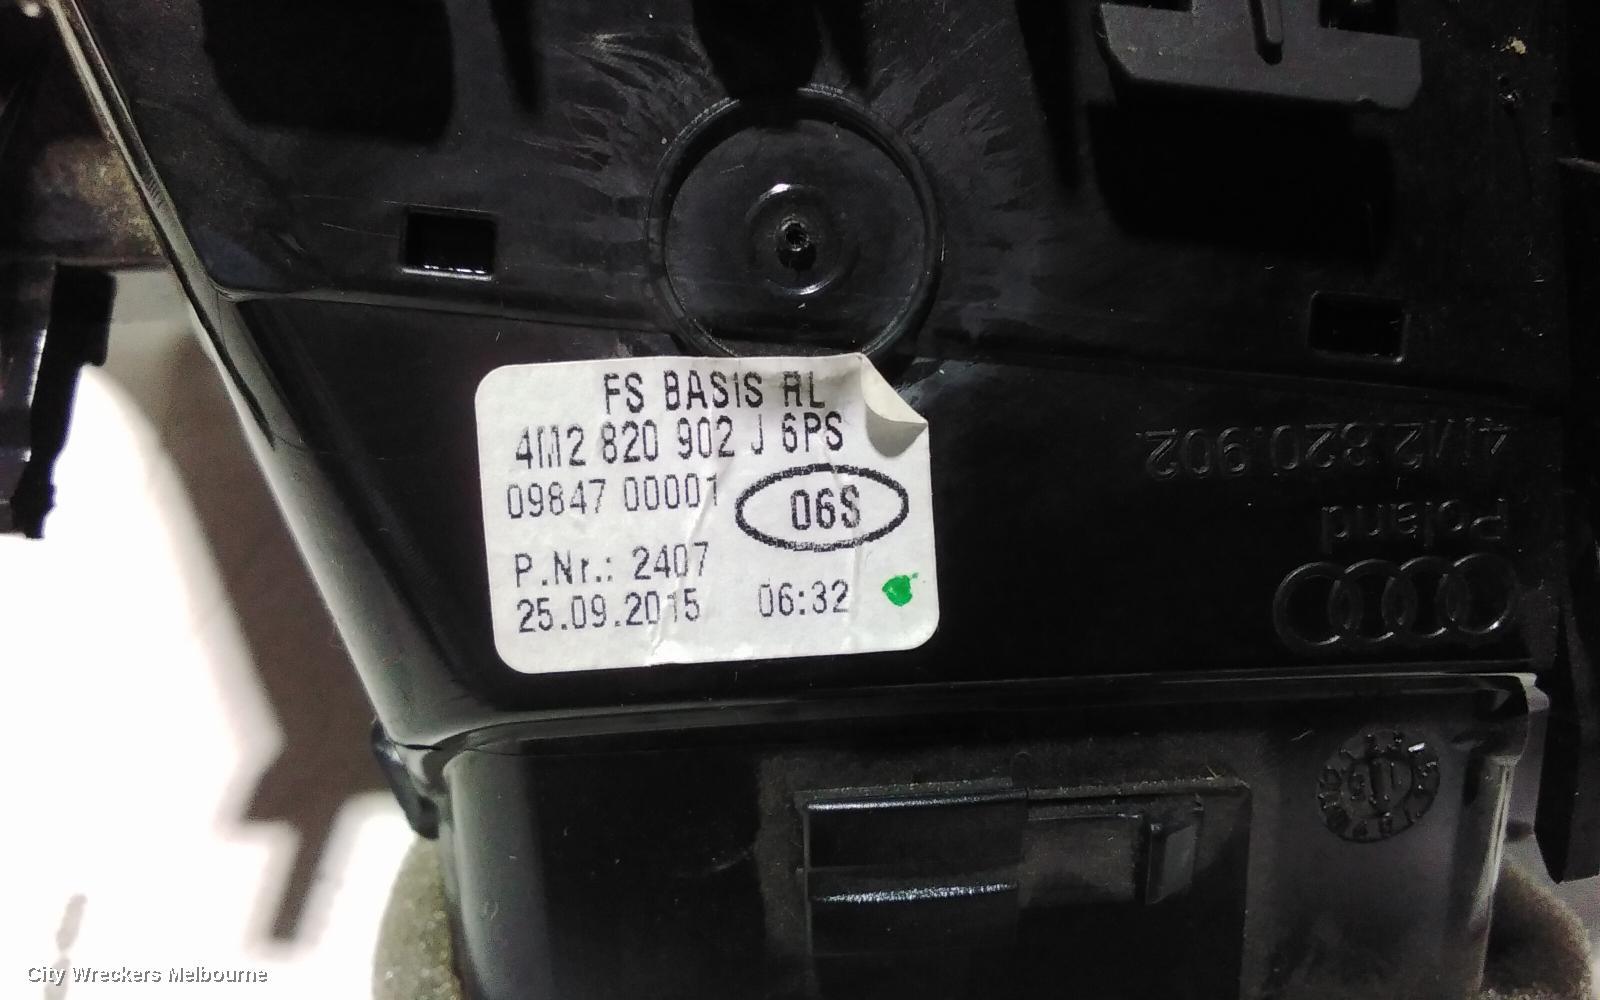 FS BASIS RL
4M2 820 902 J 6PS
09847 00001
06S
P.Nr.: 2407
25.09.2015 06:32
4M2.820.902
Poland
City Wreckers Melbourne